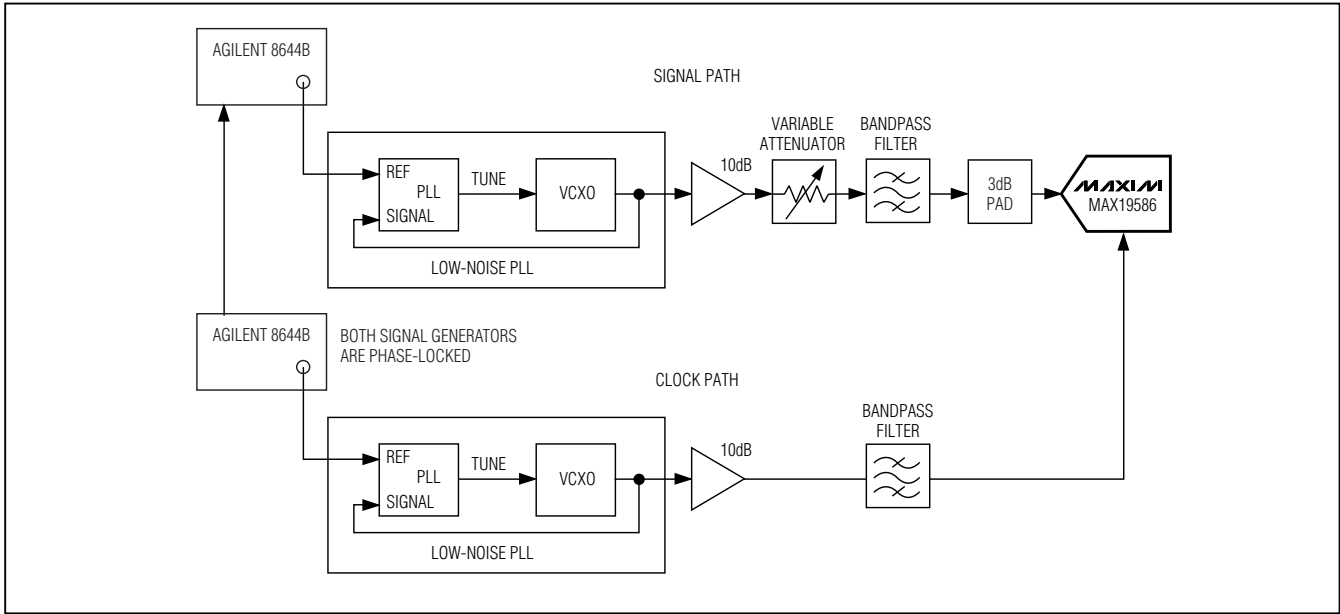 AGILENT 8644B
SIGNAL PATH
REF
PLL
SIGNAL
TUNE
VCXO
LOW-NOISE PLL
10dB
VARIABLE
ATTENUATOR
BANDPASS
FILTER
3dB
PAD
MAXIM
MAX19586
AGILENT 8644B
BOTH SIGNAL GENERATORS
ARE PHASE-LOCKED
CLOCK PATH
REF
PLL
SIGNAL
TUNE
VCXO
LOW-NOISE PLL
10dB
BANDPASS
FILTER